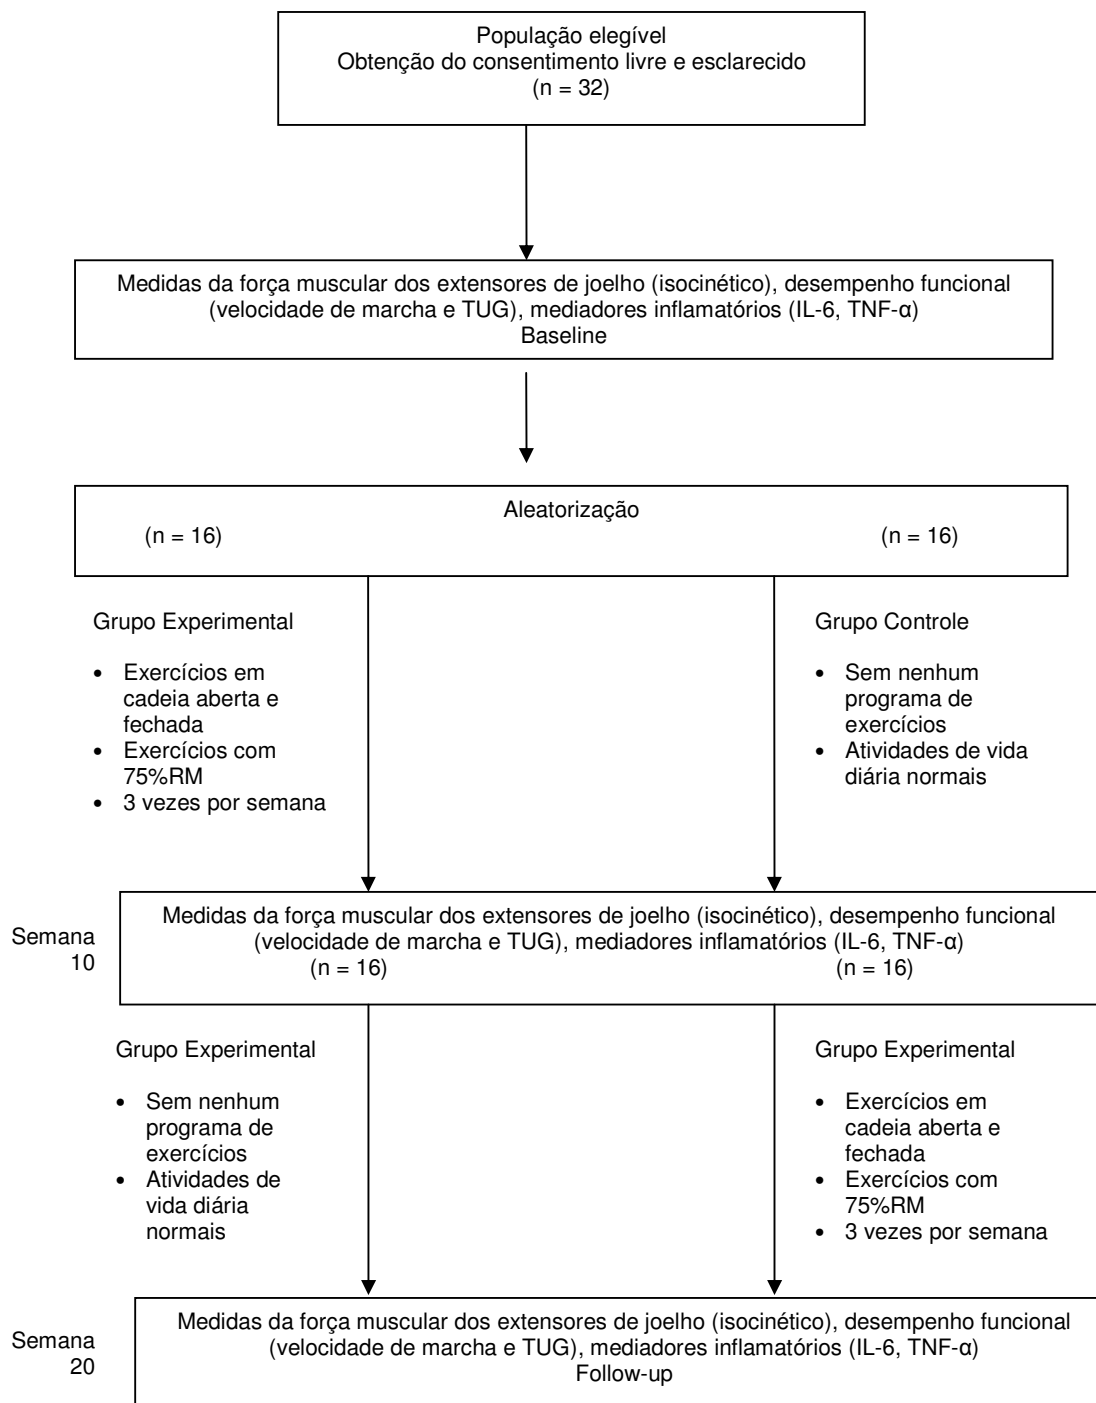 População elegível
Obtenção do consentimento livre e esclarecido
(n = 32)
Medidas da força muscular dos extensores de joelho (isocinético), desempenho funcional
(velocidade de marcha e TUG), mediadores inflamatórios (IL-6, TNF-α)
Baseline
Aleatorização
(n = 16) (n = 16)
Grupo Experimental
• Exercícios em
cadeia aberta e
fechada
• Exercícios com
75%RM
• 3 vezes por semana
Grupo Controle
• Sem nenhum
programa de
exercícios
• Atividades de vida
diária normais
Semana
10
Medidas da força muscular dos extensores de joelho (isocinético), desempenho funcional
(velocidade de marcha e TUG), mediadores inflamatórios (IL-6, TNF-α)
(n = 16) (n = 16)
Grupo Experimental
• Sem nenhum
programa de
exercícios
• Atividades de
vida diária
normais
Grupo Experimental
• Exercícios em
cadeia aberta e
fechada
• Exercícios com
75%RM
• 3 vezes por semana
Semana
20
Medidas da força muscular dos extensores de joelho (isocinético), desempenho funcional
(velocidade de marcha e TUG), mediadores inflamatórios (IL-6, TNF-α)
Follow-up